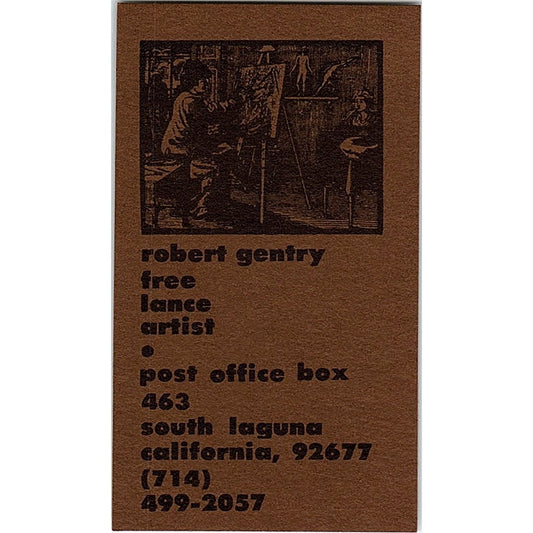 robert gentry
free
lance
artist
•
post office box
463
south laguna
california, 92677
(714)
499-2057